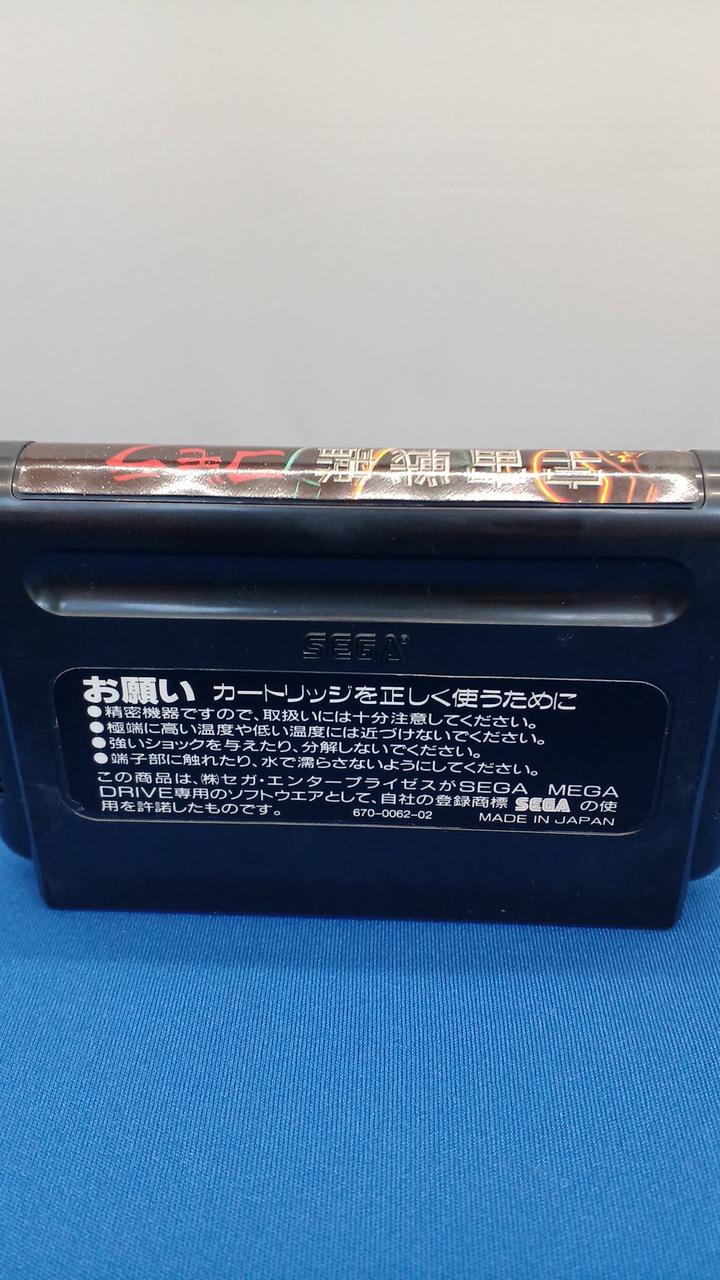 SEGA
お願い カートリッジを正しく使うために
●精密機器ですので、取扱いには十分注意してください。
●極端に高い温度や低い温度には近づけないでください。
●強いショックを与えたり、分解しないでください。
●端子部に触れたり、水で濡らさないようにしてください。
この商品は、㈱セガ・エンタープライゼスがSEGA MEGA
DRIVE専用のソフトウエアとして、自社の登録商標 SEGA の使
用を許諾したものです。 670-0062-02 MADE IN JAPAN